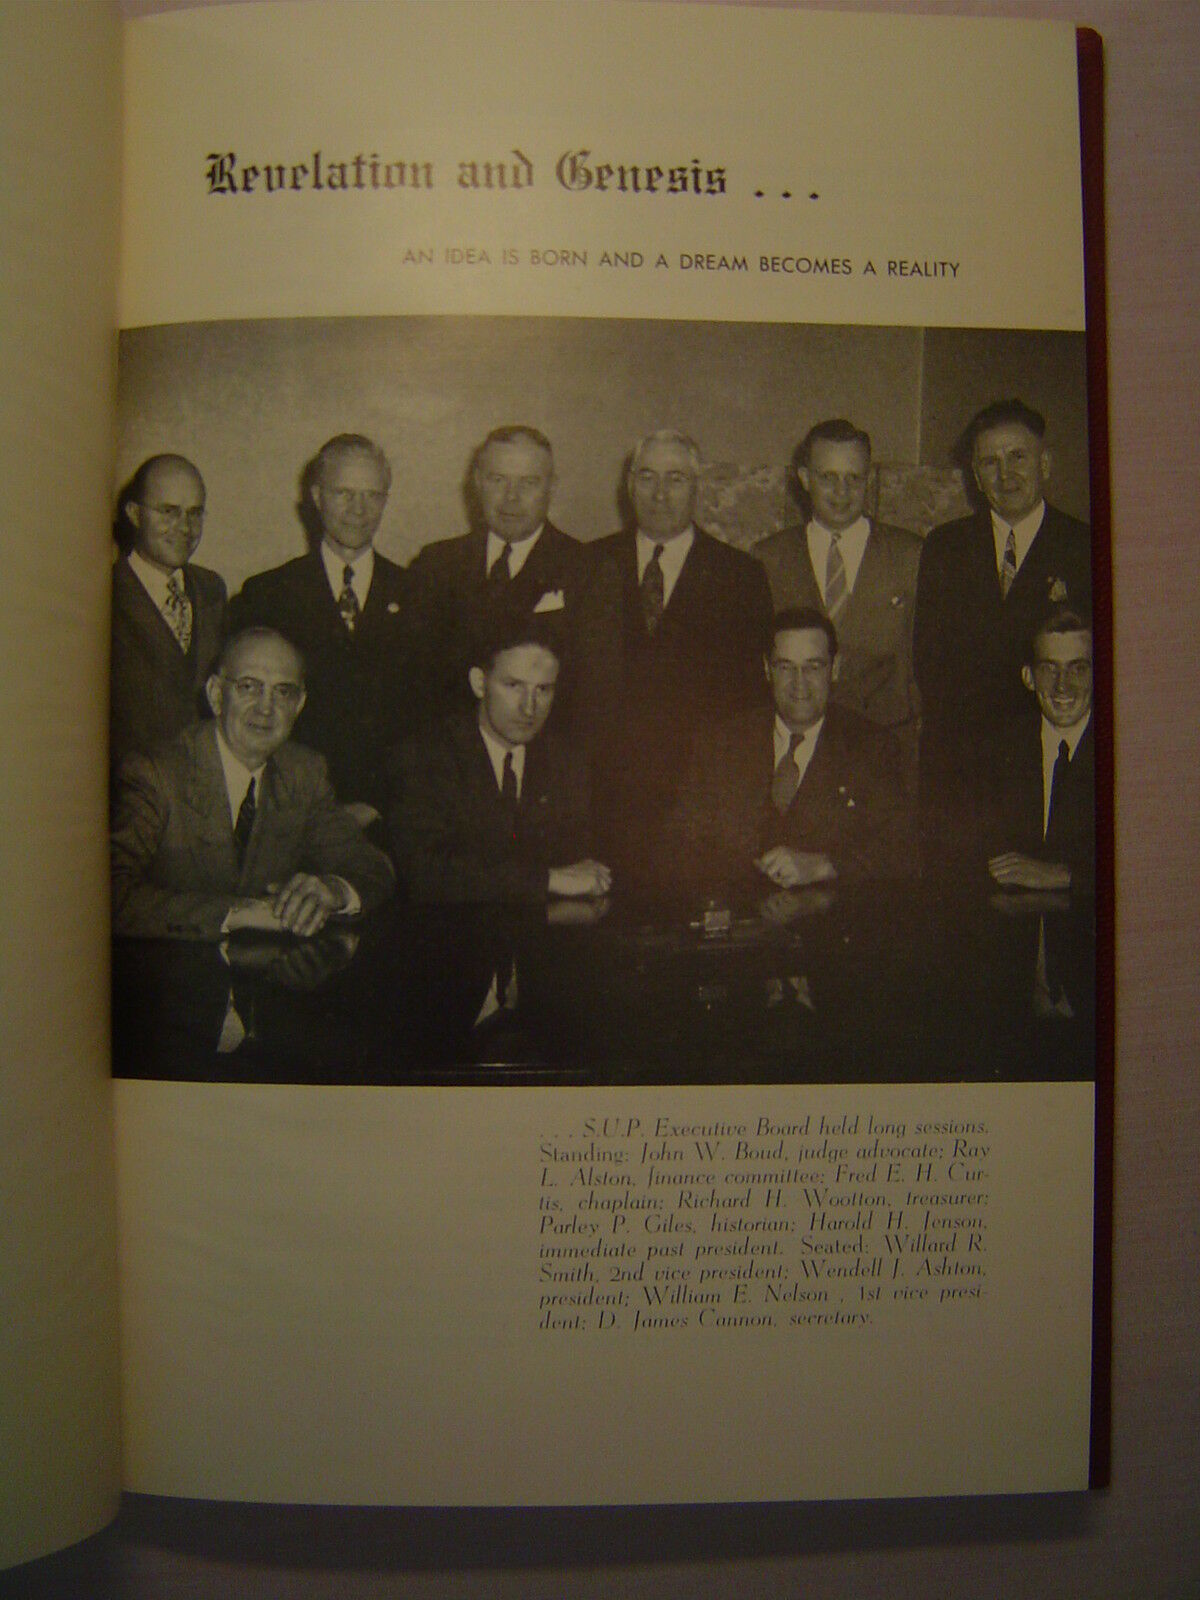 Revelation and Genesis . . .
AN IDEA IS BORN AND A DREAM BECOMES A REALITY
. . . S.U.P. Executive Board held long sessions.
Standing: John W. Boud, judge advocate; Ray
L. Alston, finance committee; Fred E. H. Cur-
tis, chaplain; Richard H. Wootton, treasurer;
Parley P. Giles, historian; Harold H. Jenson,
immediate past president. Seated: Willard R.
Smith, 2nd vice president; Wendell J. Ashton,
president; William E. Nelson , 1st vice presi-
dent; D. James Cannon, secretary.